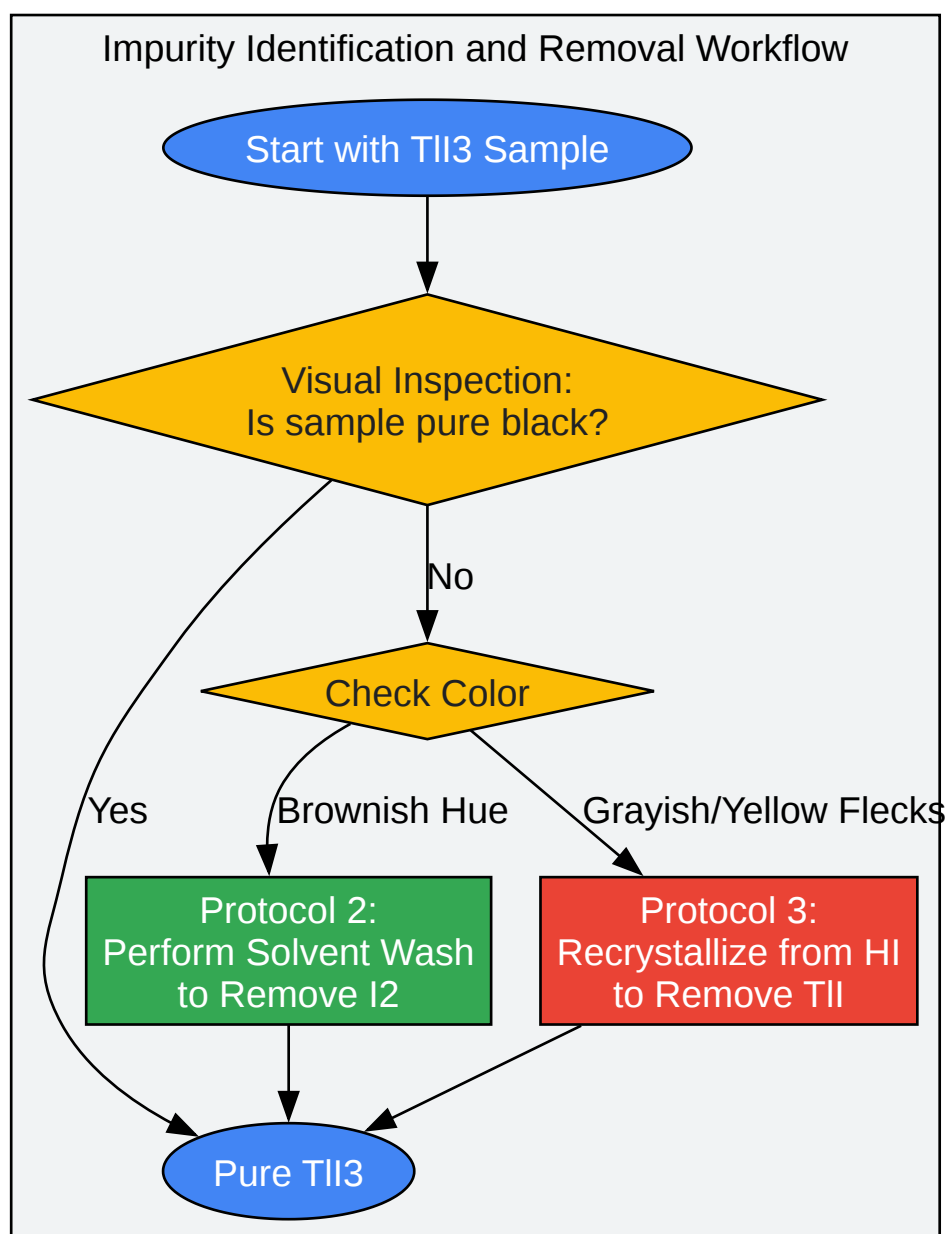 Impurity Identification and Removal Workflow
Start with TlI3 Sample
Visual Inspection:
Is sample pure black?
No
Check Color
Yes
Brownish Hue
Grayish/Yellow Flecks
Protocol 2:
Perform Solvent Wash
to Remove I2
Protocol 3:
Recrystallize from HI
to Remove TlI
Pure TlI3